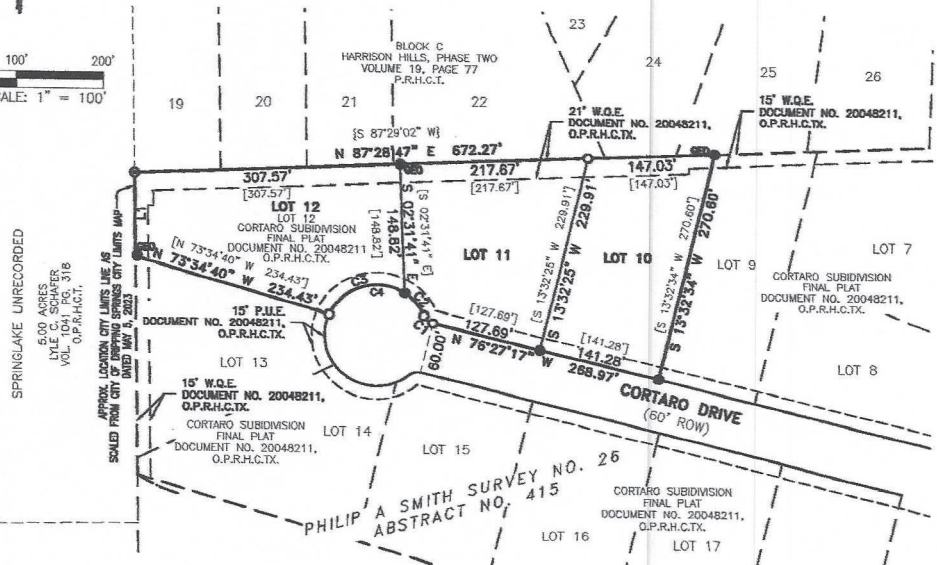 100'
200'
SCALE: 1" = 100'
BLOCK C
HARRISON HILLS, PHASE TWO
VOLUME 19, PAGE 77
P.R.H.C.T.
19
20
21
22
23
24
25
26
{S 87°29'02" W}
N 87°28'47" E 672.27'
21' W.Q.E.
DOCUMENT NO. 20048211,
O.P.R.H.C.TX.
15' W.Q.E.
DOCUMENT NO. 20048211,
O.P.R.H.C.TX.
307.57'
[307.57']
217.67'
[217.67']
147.03'
[147.03']
L1
LOT 12
LOT 12
CORTARO SUBDIVISION
FINAL PLAT
DOCUMENT NO. 20048211,
O.P.R.H.C.TX.
S 02°31'41" E
148.82'
[S 02°31'41" E]
[148.82']
LOT 11
[S 13°32'25" W 229.91']
S 13°32'25" W 229.91'
LOT 10
[S 13°32'34" W 270.60']
S 13°32'34" W 270.60'
LOT 9
LOT 7
CORTARO SUBDIVISION
FINAL PLAT
DOCUMENT NO. 20048211,
O.P.R.H.C.TX.
LOT 8
[N 73°34'40" W 234.43']
N 73°34'40" W 234.43'
C3
C4
C2
C1
15' P.U.E.
DOCUMENT NO. 20048211,
O.P.R.H.C.TX.
60.00'
[127.69']
127.69'
N 76°27'17" W 268.97'
[141.28']
141.28'
CORTARO DRIVE
(60' ROW)
SPRINGLAKE UNRECORDED
5.00 ACRES
LYLE C. SCHAFER
VOL. 1041 PG. 318
O.P.R.H.C.T.
APPROX. LOCATION CITY LIMITS LINE AS
SCALED FROM CITY OF DRIPPING SPRINGS CITY LIMITS MAP
DATED MAY 5, 2023
LOT 13
15' W.Q.E.
DOCUMENT NO. 20048211,
O.P.R.H.C.TX.
CORTARO SUBDIVISION
FINAL PLAT
DOCUMENT NO. 20048211,
O.P.R.H.C.TX.
LOT 14
LOT 15
PHILIP A SMITH SURVEY NO. 26
ABSTRACT NO. 415
LOT 16
CORTARO SUBDIVISION
FINAL PLAT
DOCUMENT NO. 20048211,
O.P.R.H.C.TX.
LOT 17